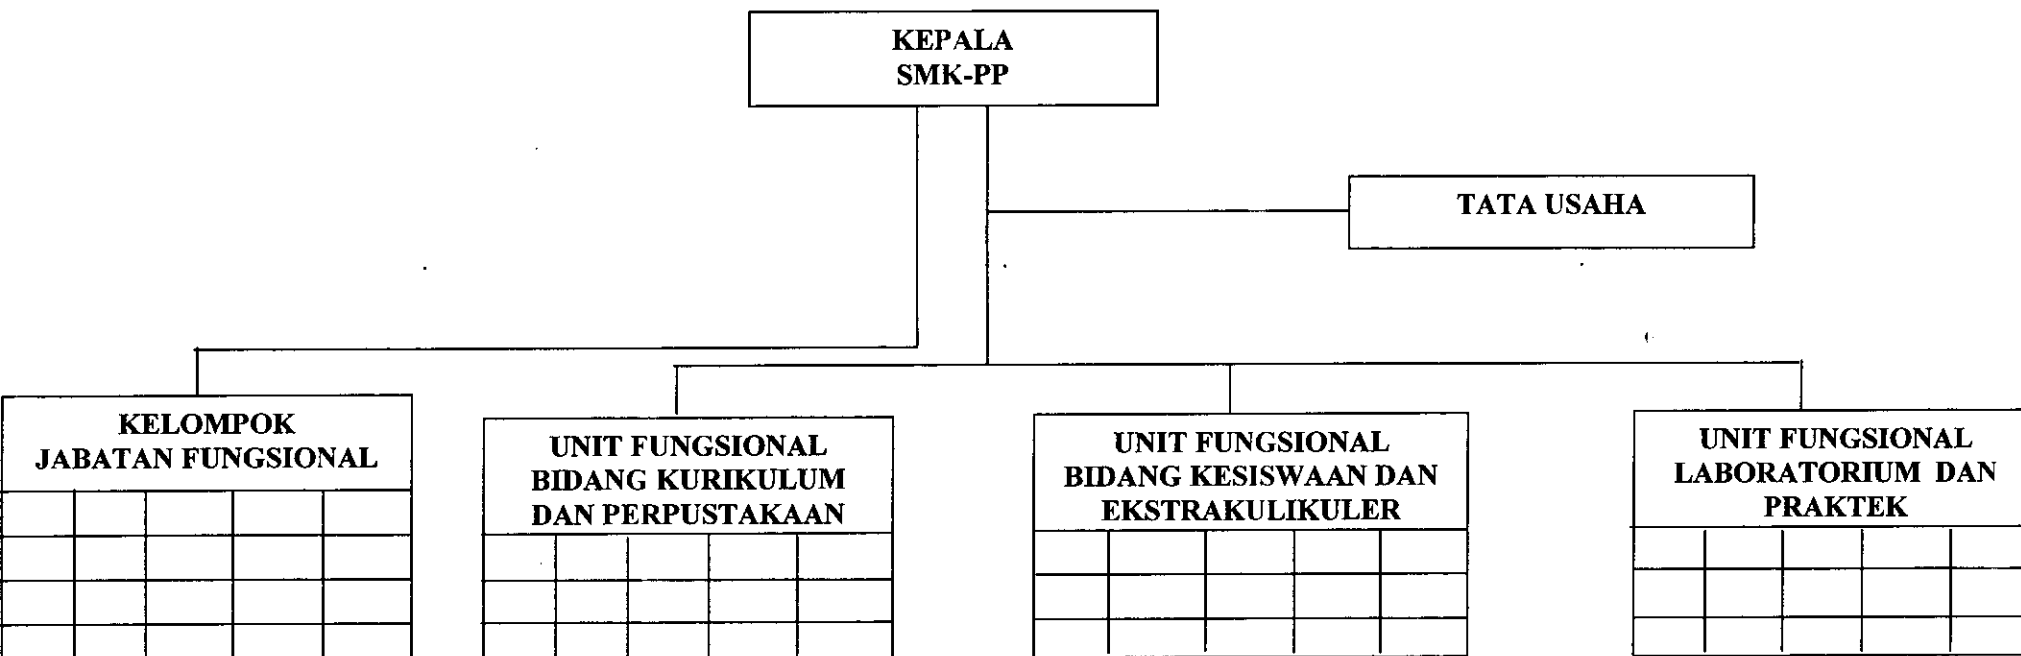 KEPALA
SMK-PP
TATA USAHA
KELOMPOK
JABATAN FUNGSIONAL
UNIT FUNGSIONAL
BIDANG KURIKULUM
DAN PERPUSTAKAAN
UNIT FUNGSIONAL
BIDANG KESISWAAN DAN
EKSTRAKULIKULER
UNIT FUNGSIONAL
LABORATORIUM DAN
PRAKTEK